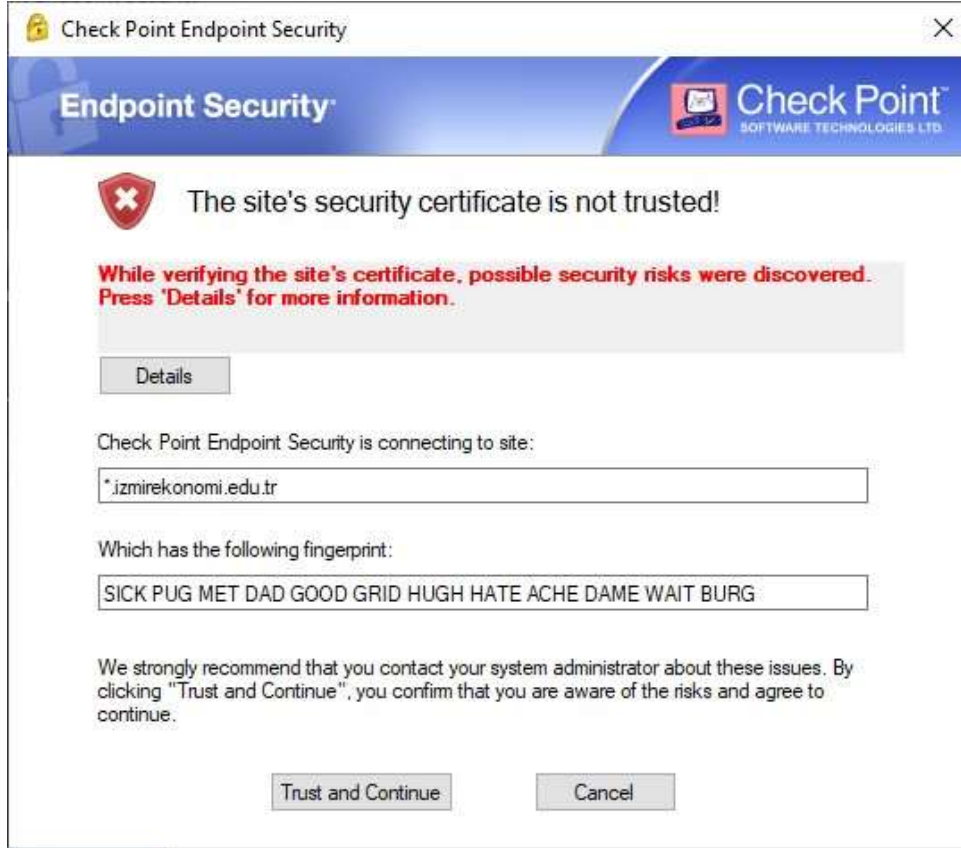 Check Point Endpoint Security
Endpoint Security
Check Point™
SOFTWARE TECHNOLOGIES LTD.
The site's security certificate is not trusted!
While verifying the site's certificate, possible security risks were discovered.
Press 'Details' for more information.
Details
Check Point Endpoint Security is connecting to site:
*.izmirekonomi.edu.tr
Which has the following fingerprint:
SICK PUG MET DAD GOOD GRID HUGH HATE ACHE DAME WAIT BURG
We strongly recommend that you contact your system administrator about these issues. By
clicking "Trust and Continue", you confirm that you are aware of the risks and agree to
continue.
Trust and Continue
Cancel